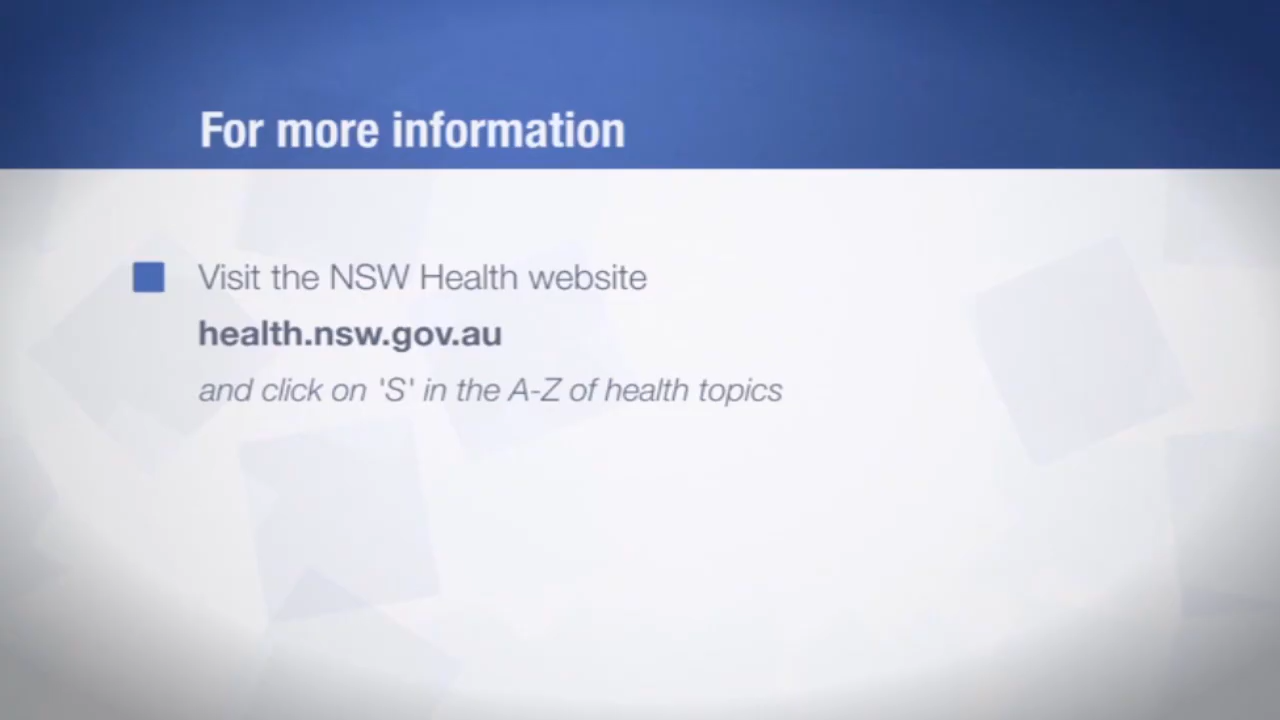 For more information
Visit the NSW Health website
health.nsw.gov.au
and click on 'S' in the A-Z of health topics